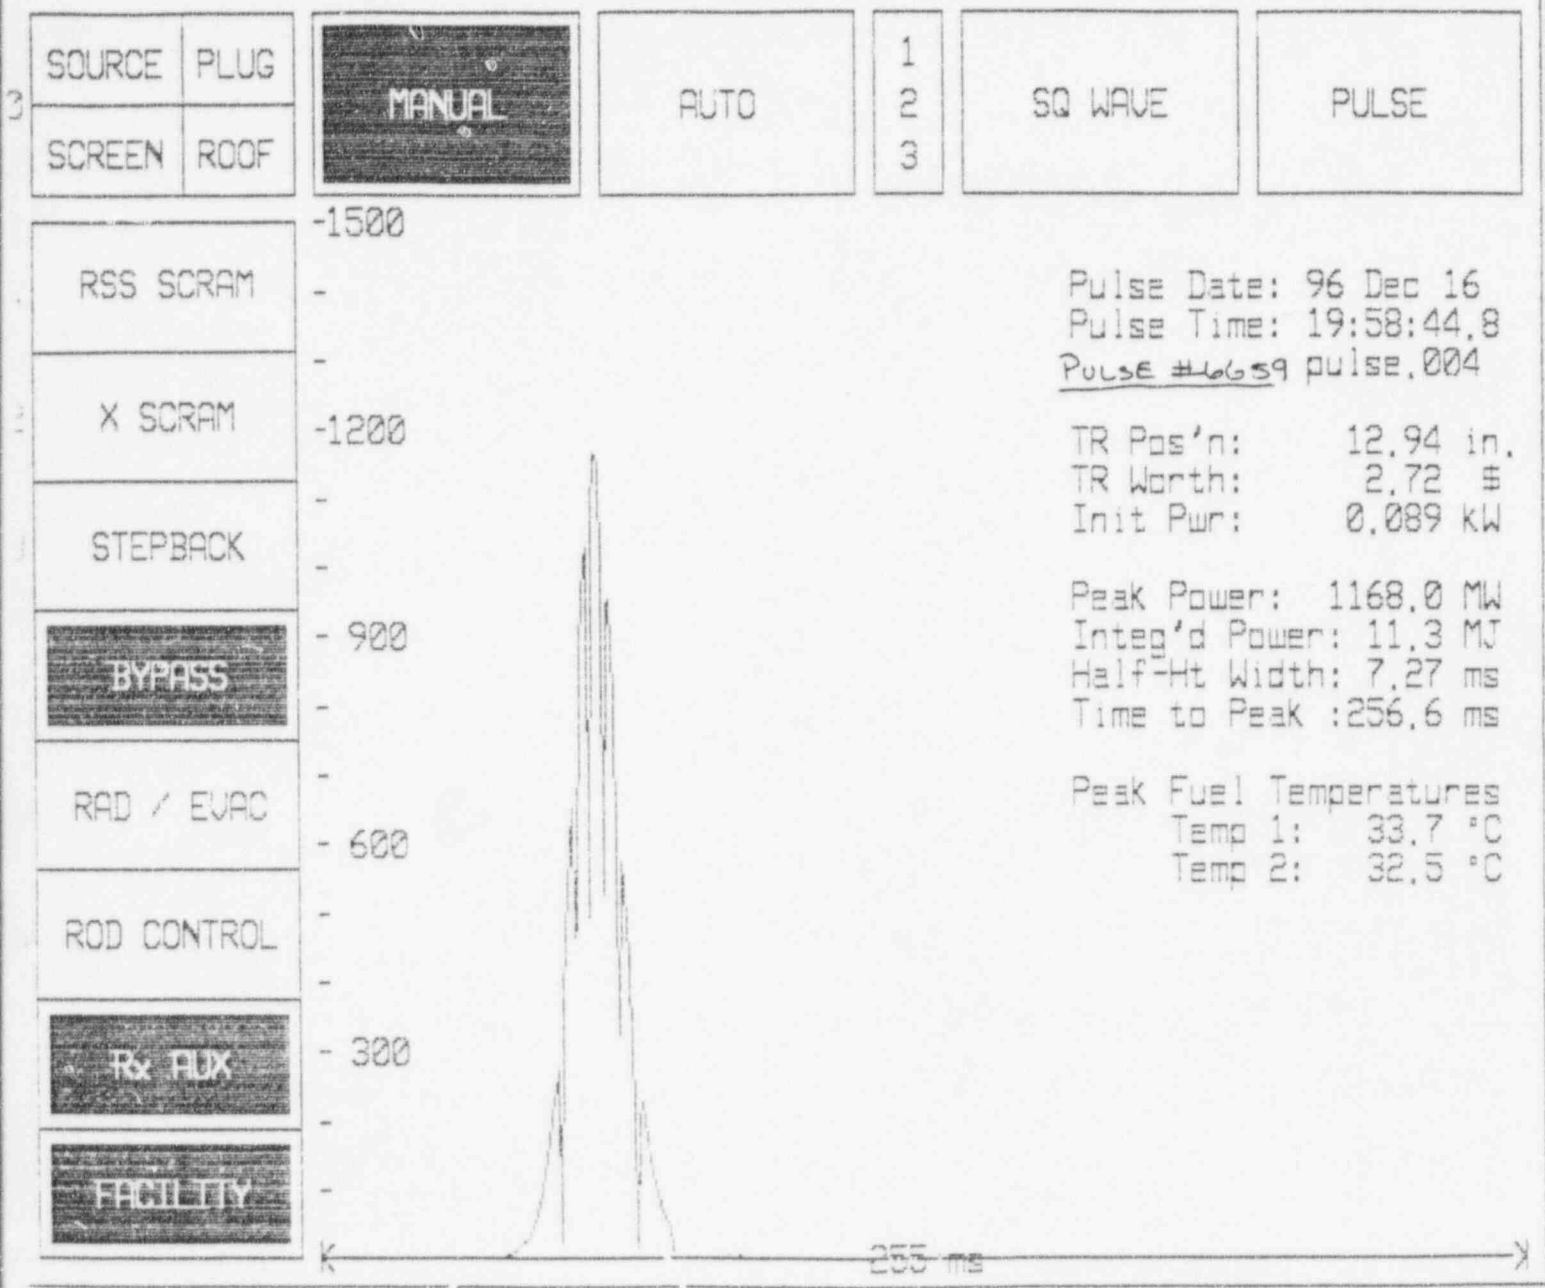 SOURCE PLUG
SCREEN ROOF
MANUAL
AUTO
1
2
3
SQ WAVE
PULSE
RSS SCRAM
X SCRAM
STEPBACK
BYPASS
RAD / EVAC
ROD CONTROL
Rx AUX
FACILITY
-1500
-1200
- 900
- 600
- 300
255 ms
Pulse Date: 96 Dec 16
Pulse Time: 19:58:44.8
PULSE #6659 pulse.004
TR Pos'n: 12.94 in.
TR Worth: 2.72 $
Init Pwr: 0.089 kW
Peak Power: 1168.0 MW
Integ'd Power: 11.3 MJ
Half-Ht Width: 7.27 ms
Time to Peak :256.6 ms
Peak Fuel Temperatures
Temp 1: 33.7 °C
Temp 2: 32.5 °C